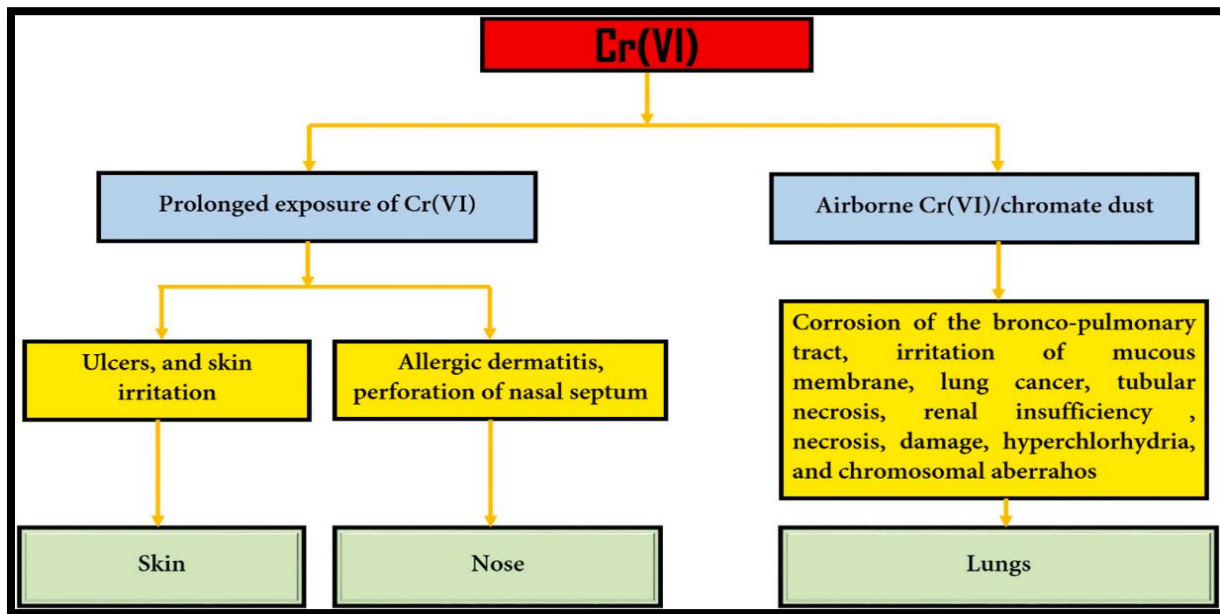 Cr(VI)
Prolonged exposure of Cr(VI)
Airborne Cr(VI)/chromate dust
Ulcers, and skin
irritation
Allergic dermatitis,
perforation of nasal septum
Corrosion of the bronco-pulmonary
tract, irritation of mucous
membrane, lung cancer, tubular
necrosis, renal insufficiency ,
necrosis, damage, hyperchlorhydria,
and chromosomal aberrahos
Skin
Nose
Lungs